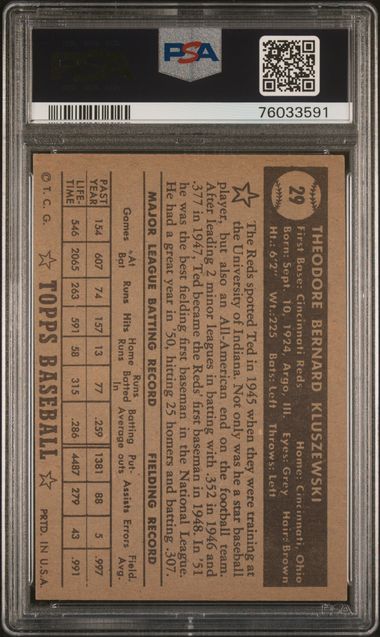 PSA
PSA
76033591
29
THEODORE BERNARD KLUSZEWSKI
First Base: Cincinnati Reds Home: Cincinnati, Ohio
Born: Sept. 10, 1924, Argo, Ill. Eyes: Grey Hair: Brown
Ht.: 6'2" Wt.: 225 Bats: Left Throws: Left
The Reds spotted Ted in 1945 when they were training at
the University of Indiana. Not only was he a star baseball
player, but also an All-American end on the football team.
After leading 2 minor leagues in batting with .352 in 1946 and
.377 in 1947, Ted became the Reds' first baseman in 1948. In '51
he was the best fielding first baseman in the National League.
He had a great year in '50, hitting 25 homers and batting .307.
MAJOR LEAGUE BATTING RECORD FIELDING RECORD
Games At Bat Runs Hits Home Runs Runs Batted In Batting Average Put-outs Assists Errors Field. Avg.
PAST YEAR 154 607 74 157 13 77 .259 1381 88 5 .997
LIFE-TIME 546 2065 263 591 58 315 .286 4487 279 43 .991
© T. C. G. TOPPS BASEBALL PRTD. IN U.S.A.